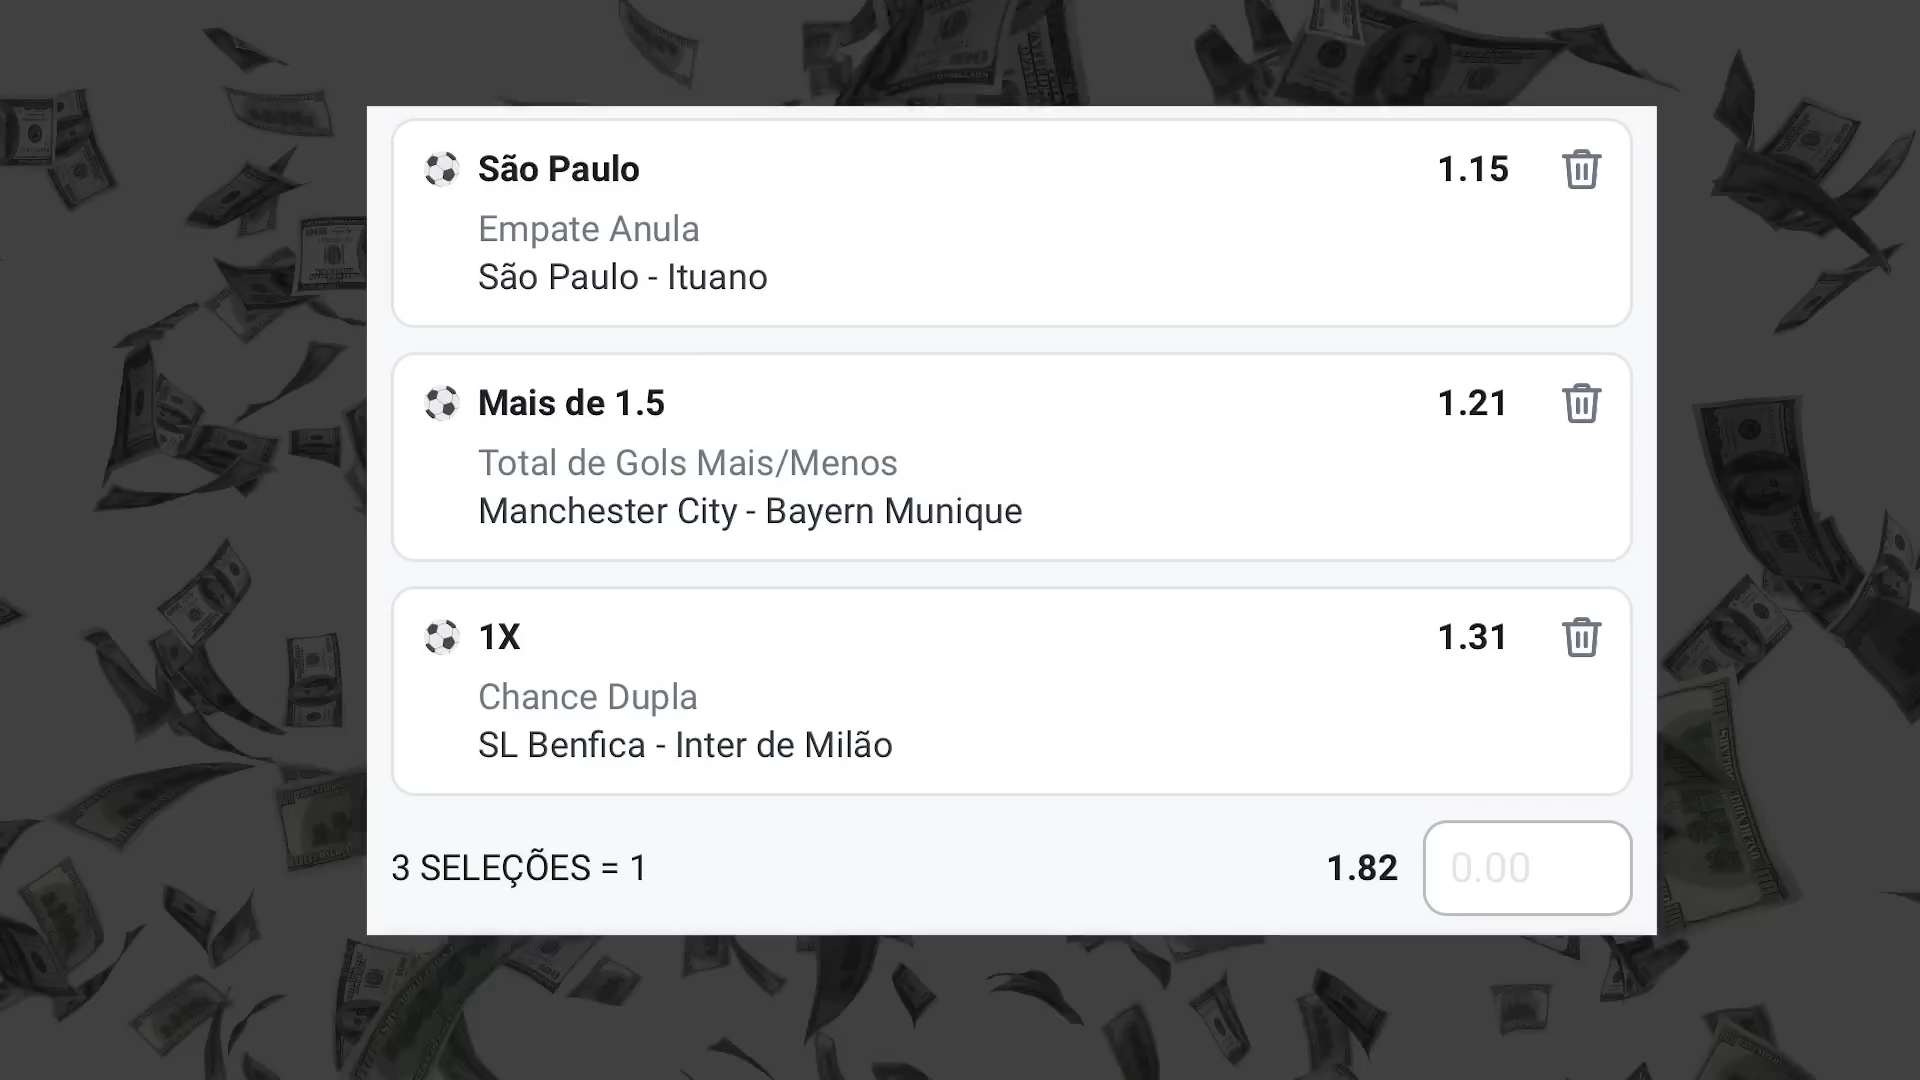 São Paulo 1.15
Empate Anula
São Paulo - Ituano
Mais de 1.5 1.21
Total de Gols Mais/Menos
Manchester City - Bayern Munique
1X 1.31
Chance Dupla
SL Benfica - Inter de Milão
3 SELEÇÕES = 1 1.82 0.00